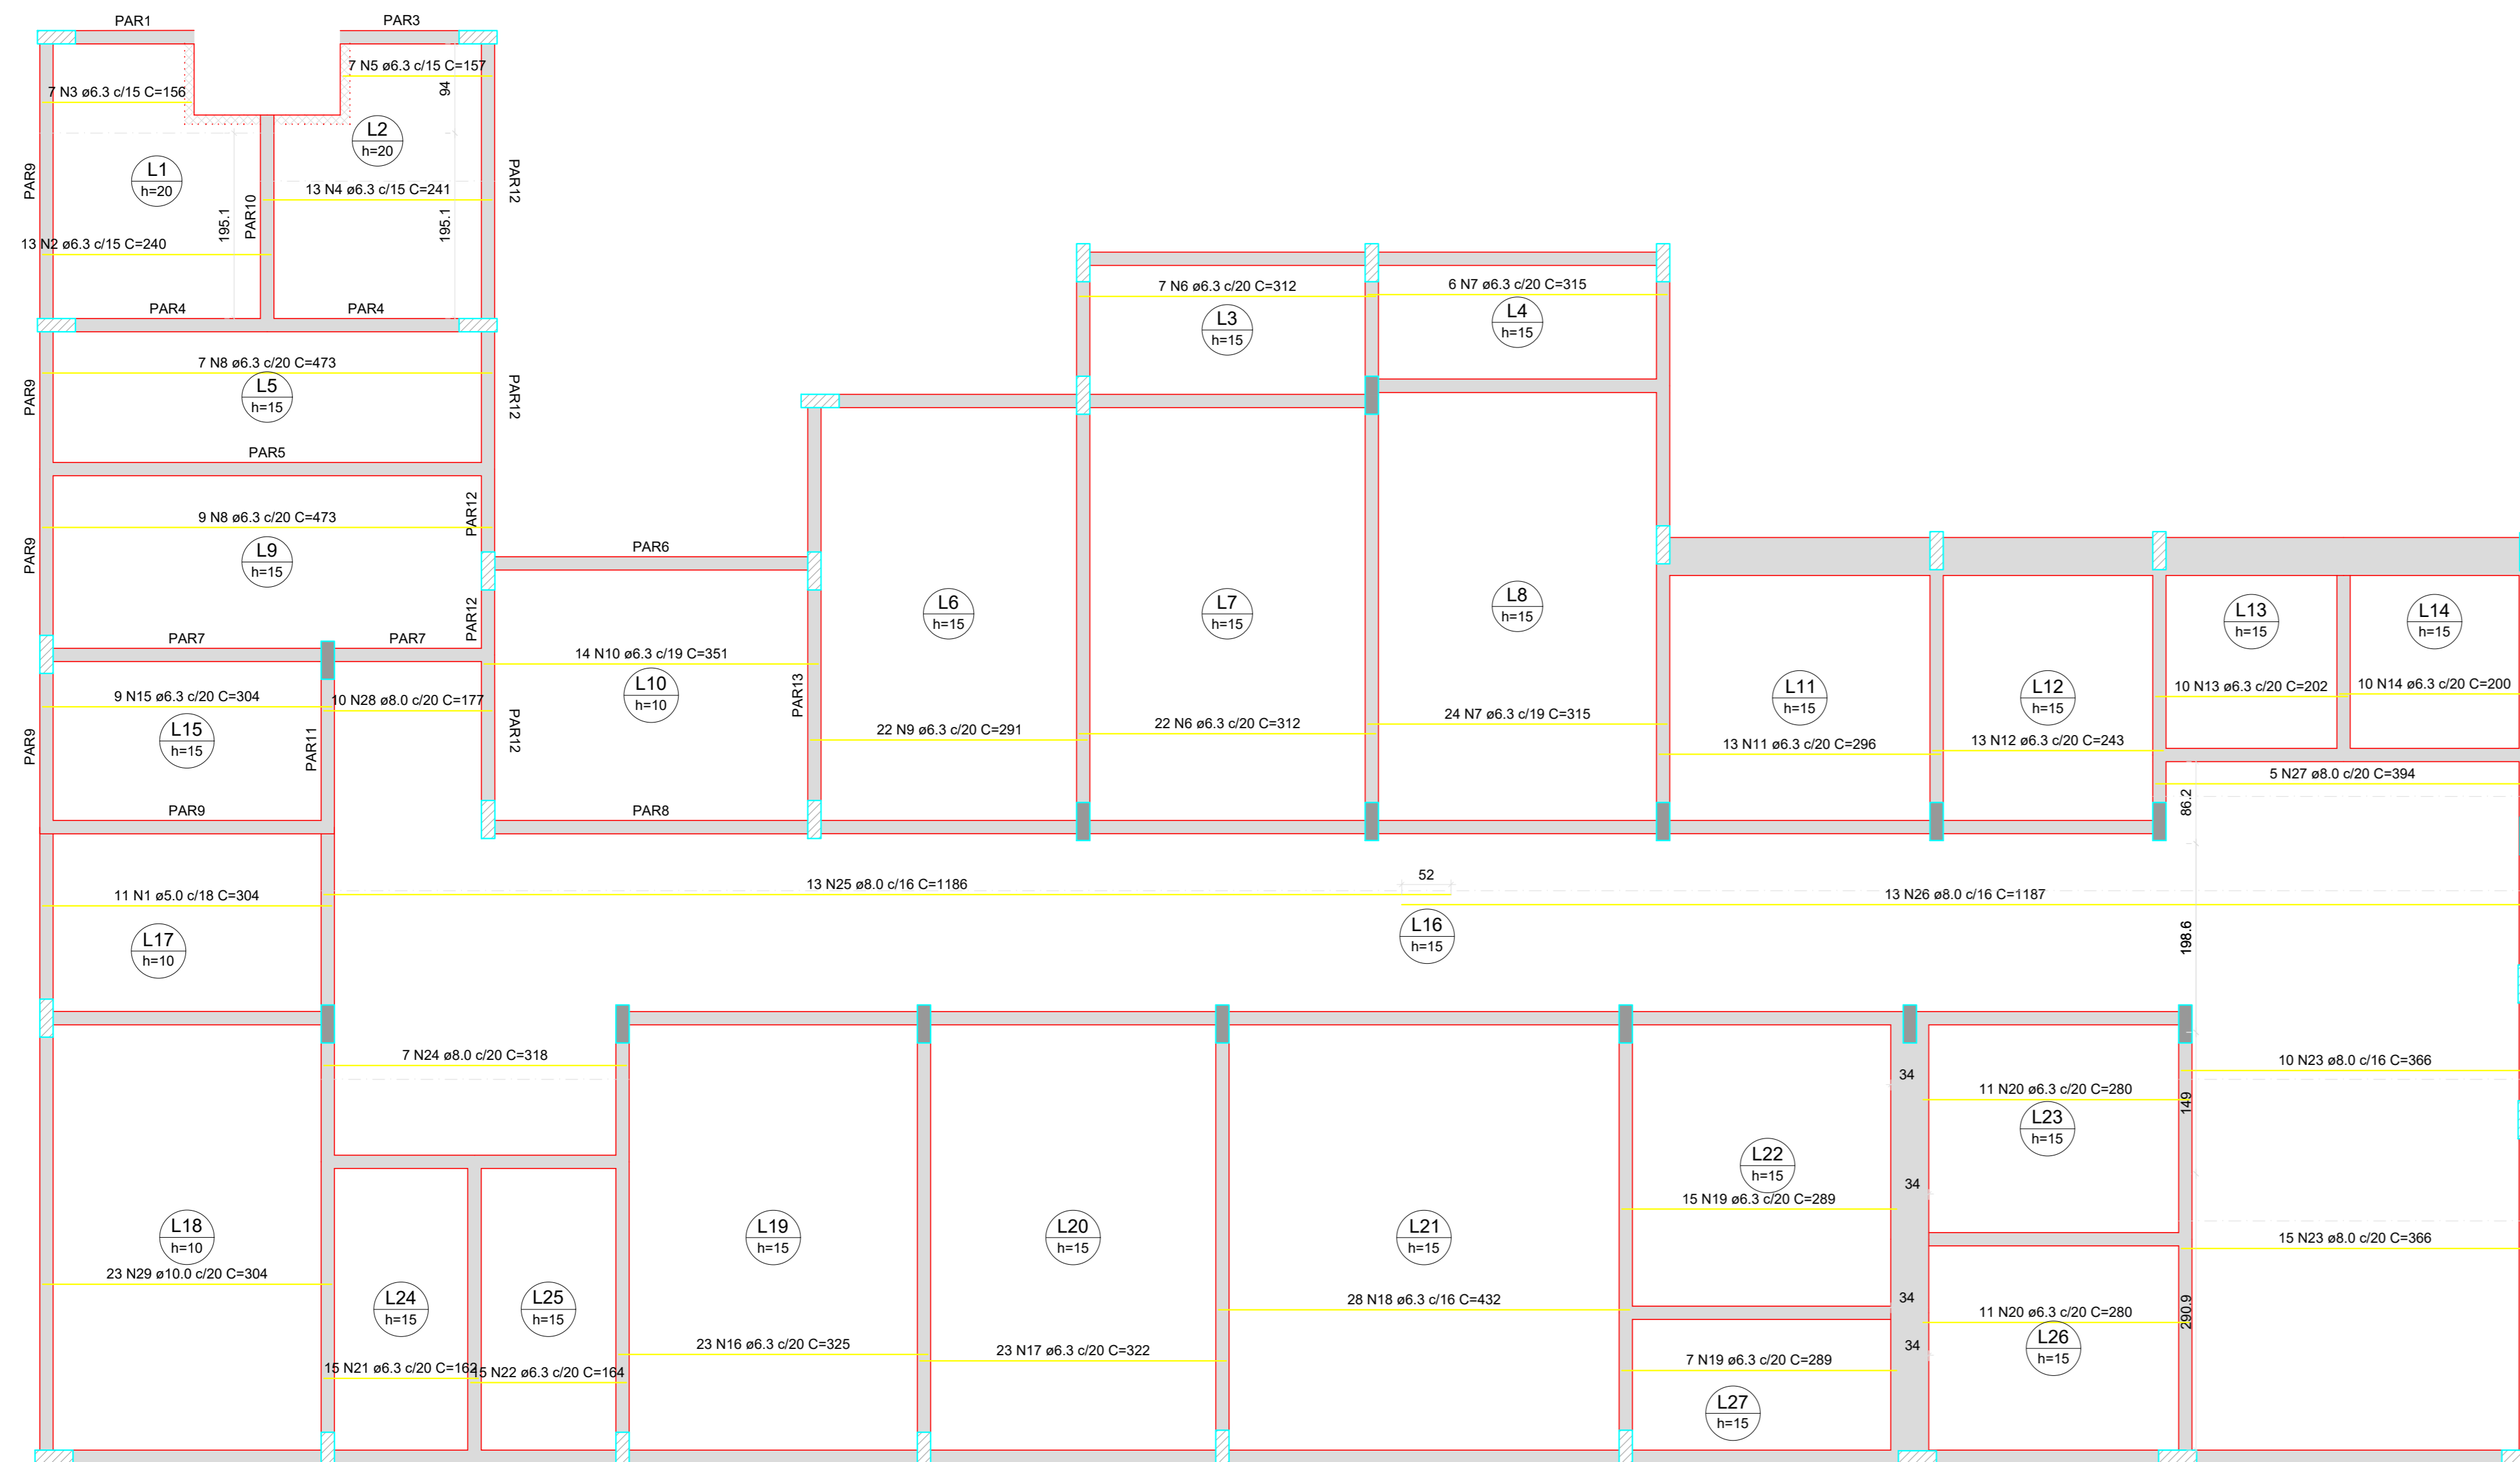 PAR1
PAR3
7 N5 ø6.3 c/15 C=157
94
7 N3 ø6.3 c/15 C=156
L2
h=20
L1
h=20
PAR9
PAR12
13 N4 ø6.3 c/15 C=241
195.1
PAR10
195.1
13 N2 ø6.3 c/15 C=240
PAR4
PAR4
7 N6 ø6.3 c/20 C=312
6 N7 ø6.3 c/20 C=315
L3
h=15
L4
h=15
7 N8 ø6.3 c/20 C=473
L5
h=15
PAR9
PAR12
PAR5
9 N8 ø6.3 c/20 C=473
PAR12
PAR9
L9
h=15
PAR6
PAR12
L6
h=15
L7
h=15
L8
h=15
L13
h=15
L14
h=15
PAR7
PAR7
14 N10 ø6.3 c/19 C=351
L10
h=10
PAR13
L11
h=15
L12
h=15
10 N13 ø6.3 c/20 C=202
10 N14 ø6.3 c/20 C=200
9 N15 ø6.3 c/20 C=304
10 N28 ø8.0 c/20 C=177
L15
h=15
PAR9
PAR11
PAR12
22 N9 ø6.3 c/20 C=291
22 N6 ø6.3 c/20 C=312
24 N7 ø6.3 c/19 C=315
13 N11 ø6.3 c/20 C=296
13 N12 ø6.3 c/20 C=243
5 N27 ø8.0 c/20 C=394
86.2
PAR9
PAR8
52
13 N25 ø8.0 c/16 C=1186
13 N26 ø8.0 c/16 C=1187
11 N1 ø5.0 c/18 C=304
L17
h=10
L16
h=15
198.6
7 N24 ø8.0 c/20 C=318
10 N23 ø8.0 c/16 C=366
34
11 N20 ø6.3 c/20 C=280
149
L23
h=15
L22
h=15
34
15 N19 ø6.3 c/20 C=289
L18
h=10
L19
h=15
L20
h=15
L21
h=15
15 N23 ø8.0 c/20 C=366
23 N29 ø10.0 c/20 C=304
L24
h=15
L25
h=15
28 N18 ø6.3 c/16 C=432
34
11 N20 ø6.3 c/20 C=280
290.9
L26
h=15
34
23 N16 ø6.3 c/20 C=325
23 N17 ø6.3 c/20 C=322
7 N19 ø6.3 c/20 C=289
15 N21 ø6.3 c/20 C=162
15 N22 ø6.3 c/20 C=164
L27
h=15